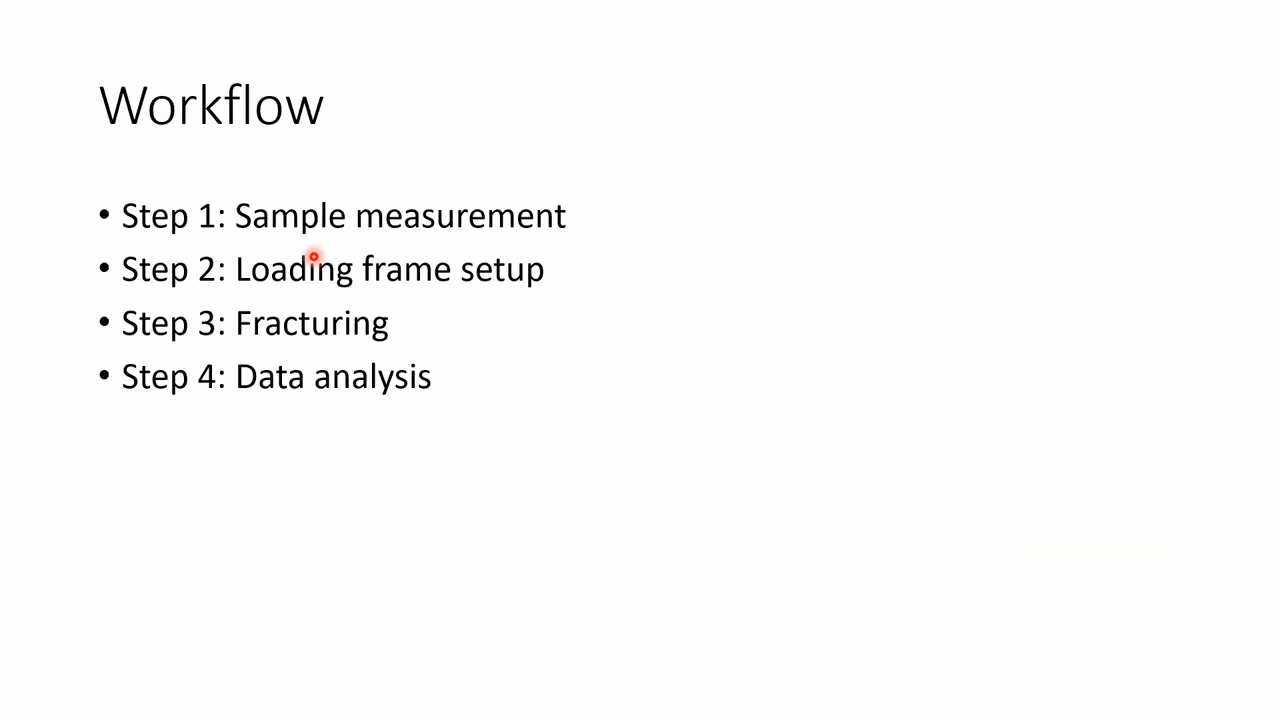 Workflow
• Step 1: Sample measurement
• Step 2: Loading frame setup
• Step 3: Fracturing
• Step 4: Data analysis